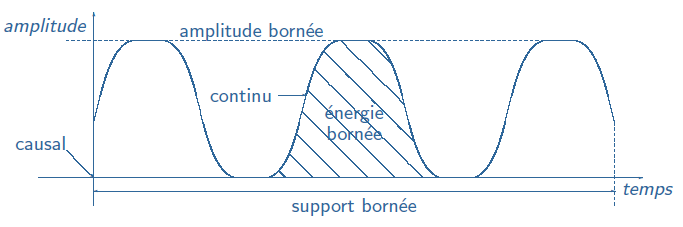 amplitude
amplitude bornée
continu
énergie
bornée
causal
temps
support bornée